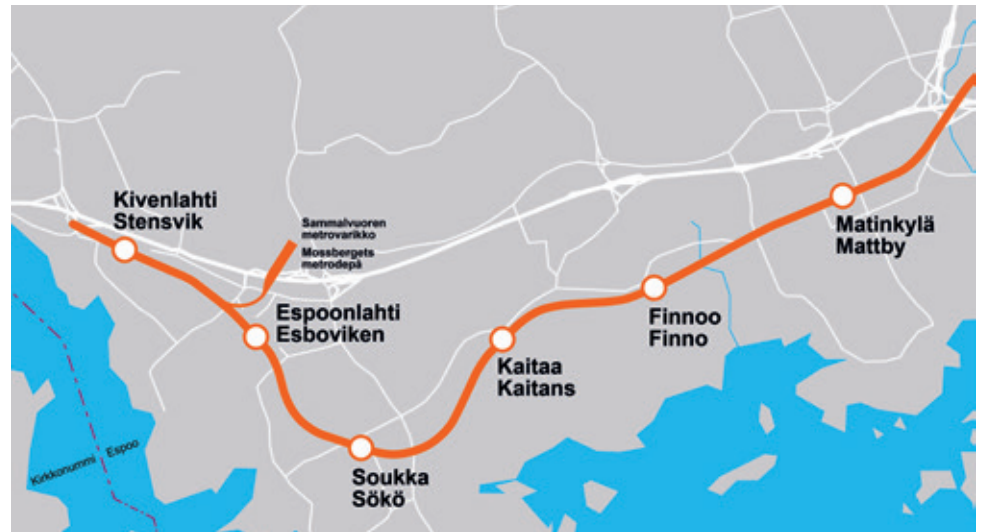 Kivenlahti
Stensvik
Sammalvuoren
metrovarikko
Mossbergets
metrodepå
Espoonlahti
Esboviken
Soukka
Sökö
Kaitaa
Kaitans
Finnoo
Finno
Matinkylä
Mattby
Kirkkonummi
Espoo